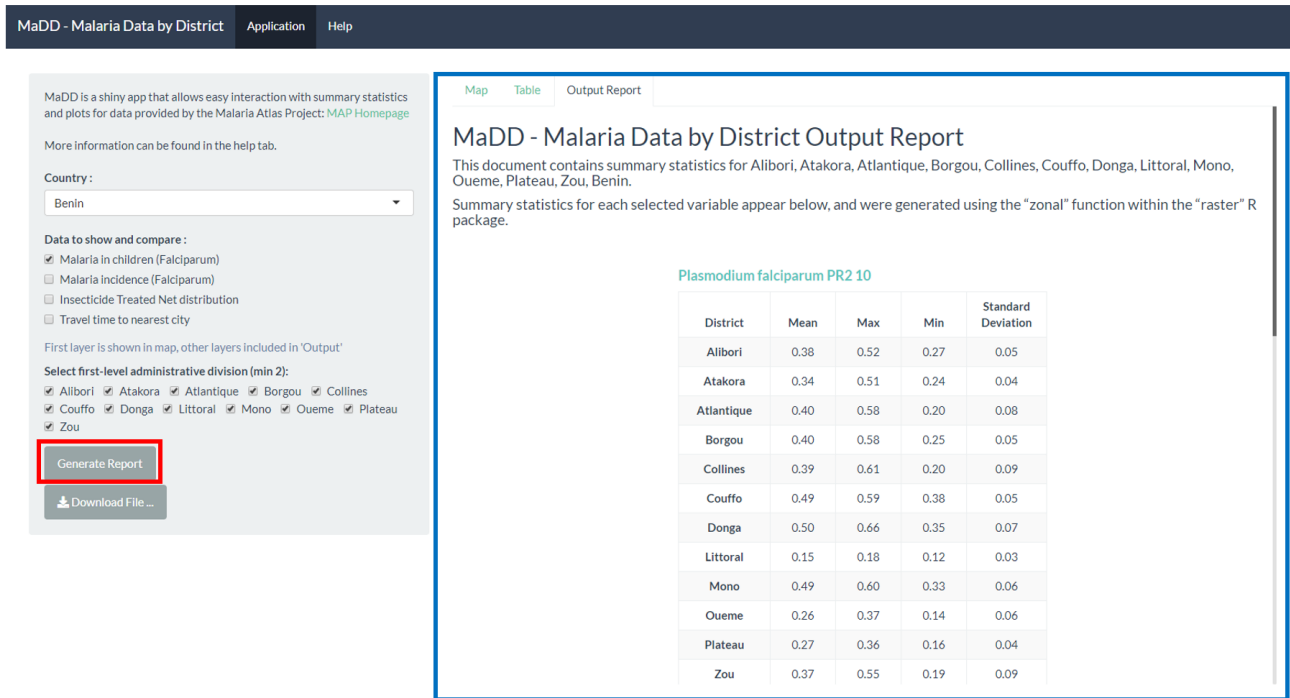 MaDD - Malaria Data by District Application Help
MaDD is a shiny app that allows easy interaction with summary statistics
and plots for data provided by the Malaria Atlas Project: MAP Homepage
More information can be found in the help tab.
Country :
Benin
Data to show and compare :
Malaria in children (Falciparum)
Malaria incidence (Falciparum)
Insecticide Treated Net distribution
Travel time to nearest city
First layer is shown in map, other layers included in 'Output'
Select first-level administrative division (min 2):
Alibori Atakora Atlantique Borgou Collines
Couffo Donga Littoral Mono Oueme Plateau
Zou
Generate Report
Download File ...
Map Table Output Report
MaDD - Malaria Data by District Output Report
This document contains summary statistics for Alibori, Atakora, Atlantique, Borgou, Collines, Couffo, Donga, Littoral, Mono,
Oueme, Plateau, Zou, Benin.
Summary statistics for each selected variable appear below, and were generated using the “zonal” function within the “raster” R
package.
Plasmodium falciparum PR2 10
District Mean Max Min Standard
Deviation
Alibori 0.38 0.52 0.27 0.05
Atakora 0.34 0.51 0.24 0.04
Atlantique 0.40 0.58 0.20 0.08
Borgou 0.40 0.58 0.25 0.05
Collines 0.39 0.61 0.20 0.09
Couffo 0.49 0.59 0.38 0.05
Donga 0.50 0.66 0.35 0.07
Littoral 0.15 0.18 0.12 0.03
Mono 0.49 0.60 0.33 0.06
Oueme 0.26 0.37 0.14 0.06
Plateau 0.27 0.36 0.16 0.04
Zou 0.37 0.55 0.19 0.09